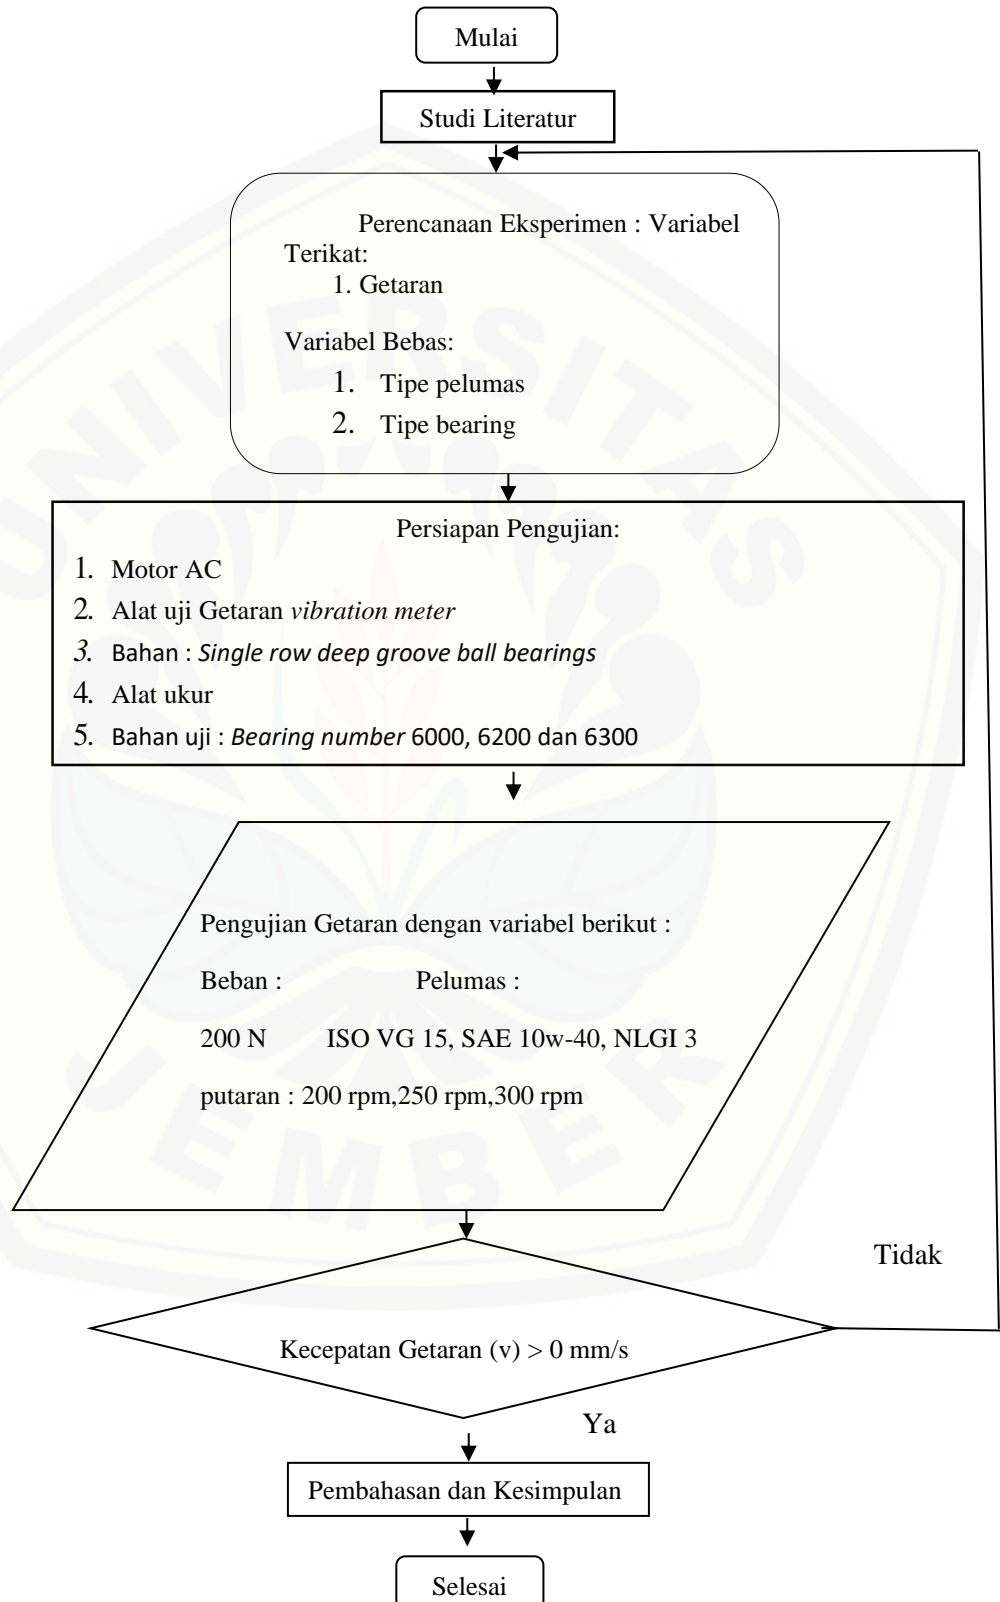 Mulai
Studi Literatur
Perencanaan Eksperimen : Variabel
Terikat:
1. Getaran
Variabel Bebas:
1. Tipe pelumas
2. Tipe bearing
Persiapan Pengujian:
1. Motor AC
2. Alat uji Getaran vibration meter
3. Bahan : Single row deep groove ball bearings
4. Alat ukur
5. Bahan uji : Bearing number 6000, 6200 dan 6300
Pengujian Getaran dengan variabel berikut :
Beban : Pelumas :
200 N ISO VG 15, SAE 10w-40, NLGI 3
putaran : 200 rpm,250 rpm,300 rpm
Tidak
Kecepatan Getaran (v) > 0 mm/s
Ya
Pembahasan dan Kesimpulan
Selesai
UNIVERSITAS
JEMBER